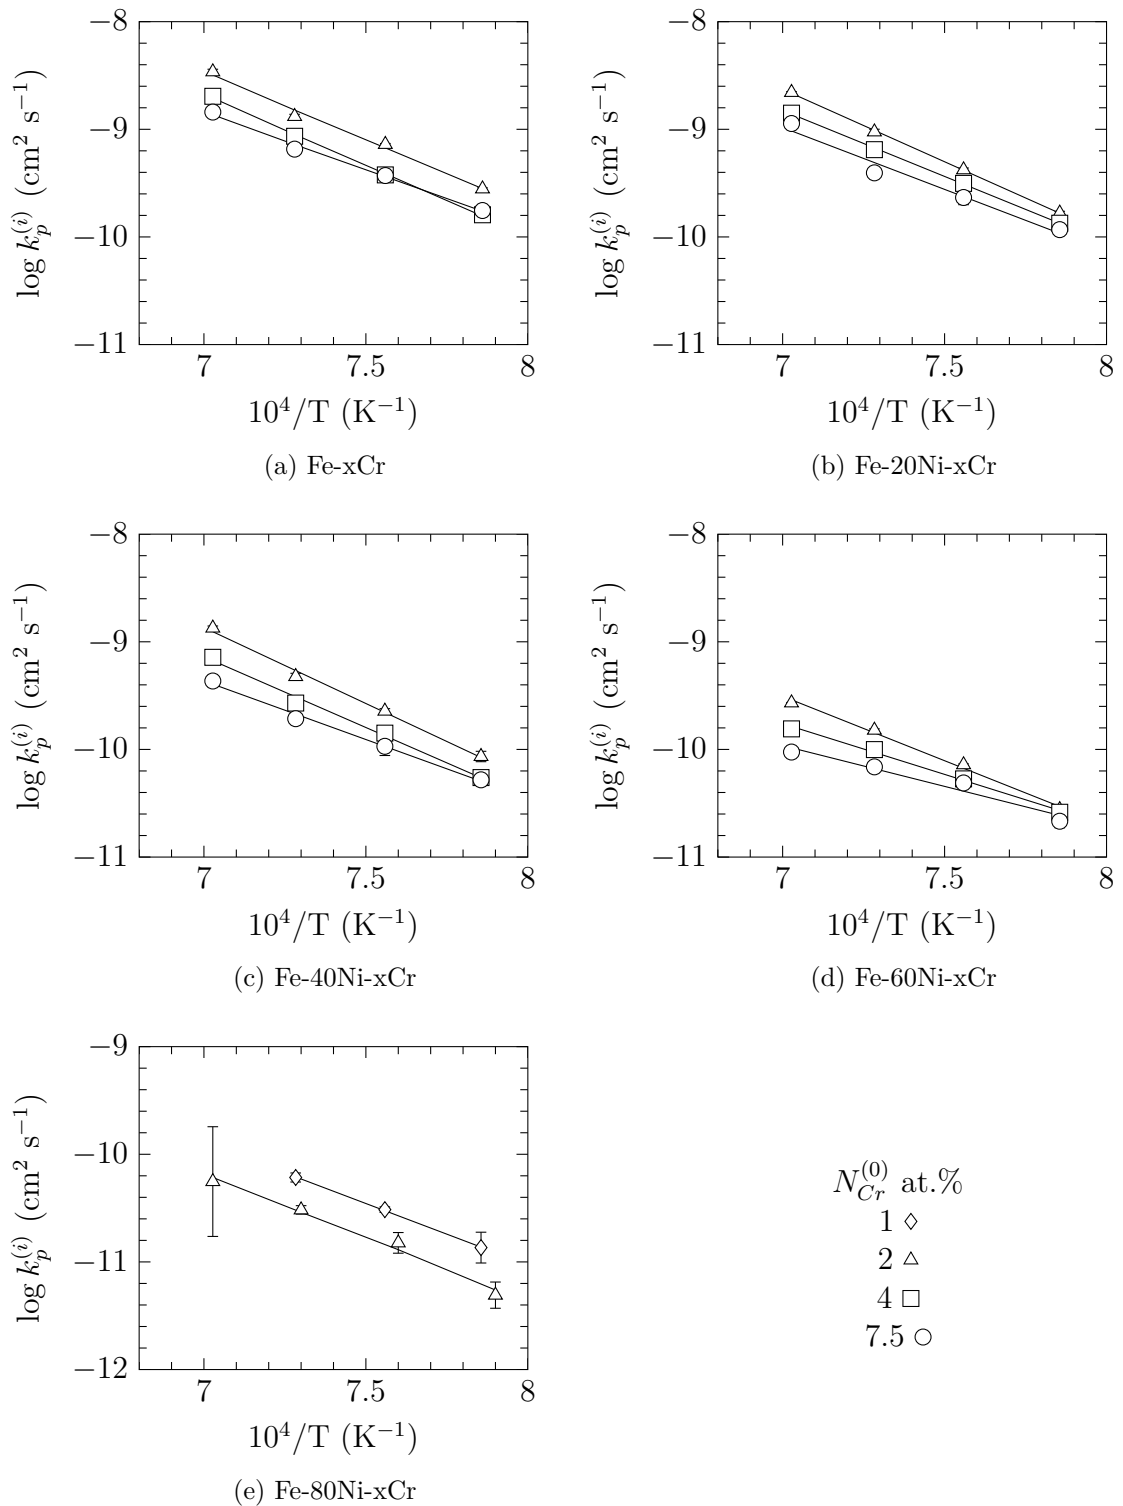 −8
−9
−10
−11
7
7.5
8
log k_p^(i) (cm² s⁻¹)
10⁴/T (K⁻¹)
(a) Fe-xCr
−8
−9
−10
−11
7
7.5
8
log k_p^(i) (cm² s⁻¹)
10⁴/T (K⁻¹)
(b) Fe-20Ni-xCr
−8
−9
−10
−11
7
7.5
8
log k_p^(i) (cm² s⁻¹)
10⁴/T (K⁻¹)
(c) Fe-40Ni-xCr
−8
−9
−10
−11
7
7.5
8
log k_p^(i) (cm² s⁻¹)
10⁴/T (K⁻¹)
(d) Fe-60Ni-xCr
−9
−10
−11
−12
7
7.5
8
log k_p^(i) (cm² s⁻¹)
10⁴/T (K⁻¹)
(e) Fe-80Ni-xCr
N_Cr^(0) at.%
1
2
4
7.5